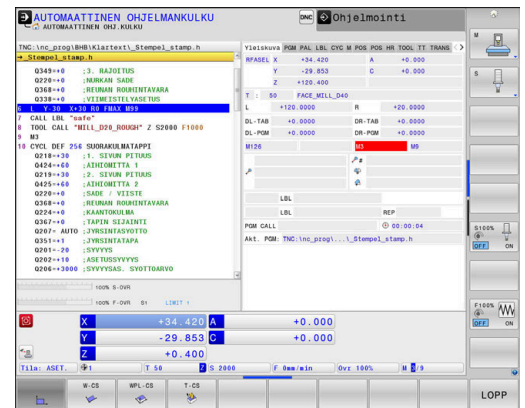 AUTOMAATTINEN OHJELMANKULKU
AUTOMAATTINEN OHJ.KULKU
DNC
Ohjelmointi
TNC:\nc_prog\BHB\Klartext\_Stempel_stamp.h
→_Stempel_stamp.h
Q349=+0 ;3. RAJOITUS
Q220=+0 ;NURKAN SADE
Q368=+0 ;REUNAN ROUHINTAVARA
Q338=+0 ;VIIMEISTELYASETUS
6 L Y-30 X+30 R0 FMAX M99
7 CALL LBL "safe"
8 TOOL CALL "MILL_D20_ROUGH" Z S2000 F1000
9 M3
10 CYCL DEF 256 SUORAKULMATAPPI
Q218=+30 ;1. SIVUN PITUUS
Q424=+60 ;AIHIOMITTA 1
Q219=+30 ;2. SIVUN PITUUS
Q425=+60 ;AIHIOMITTA 2
Q220=+0 ;SADE / VIISTE
Q368=+0 ;REUNAN ROUHINTAVARA
Q224=+0 ;KAANTOKULMA
Q367=+0 ;TAPIN SIJAINTI
Q207= AUTO ;JYRSINTASYOTTO
Q351=+1 ;JYRSINTATAPA
Q201=-20 ;SYVYYS
Q202=+10 ;ASETUSSYVYYS
Q206=+3000 ;SYVYYSAS. SYOTTOARVO
100% S-OVR
100% F-OVR S1 LIMIT 1
Yleiskuva PGM PAL LBL CYC M POS POS HR TOOL TT TRANS
RFASEL X +34.420 A +0.000
Y -29.853 C +0.000
Z +120.400
T : 50 FACE_MILL_D40
L +120.0000 R +20.0000
DL-TAB +0.0000 DR-TAB +0.0000
DL-PGM +0.0000 DR-PGM +0.0000
M126 M3 M9
P#
P
LBL
LBL REP
PGM CALL 00:00:04
Akt. PGM: TNC:\nc_prog\...\_Stempel_stamp.h
X +34.420 A +0.000
Y -29.853 C +0.000
Z +0.400
Tila: ASET. 1 T 50 Z S 2000 F 0mm/min Ovr 100% M 3/9
W-CS WPL-CS T-CS
LOPP
M
S
S100%
OFF ON
F100%
OFF ON